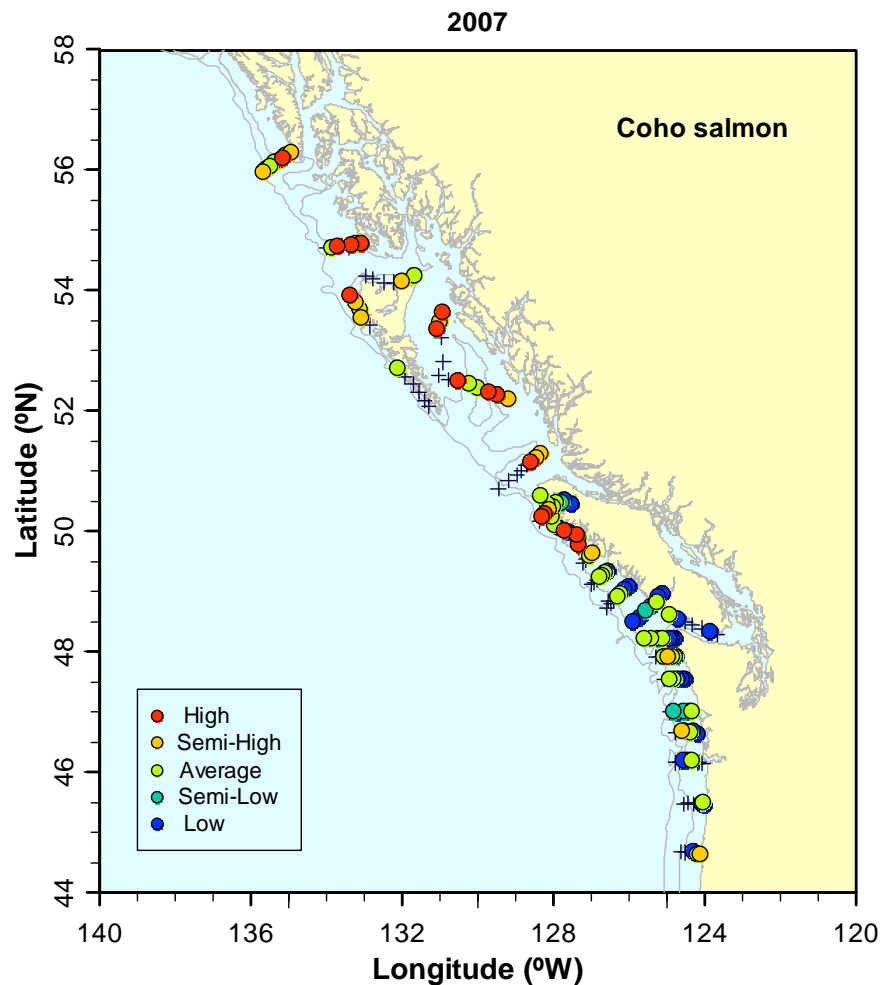 2007
58
56
54
52
50
48
46
44
Latitude (ºN)
Coho salmon
High
Semi-High
Average
Semi-Low
Low
140 136 132 128 124 120
Longitude (ºW)